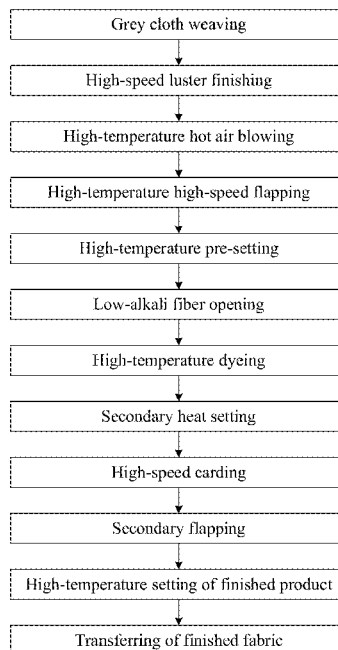 Grey cloth weaving
High-speed luster finishing
High-temperature hot air blowing
High-temperature high-speed flapping
High-temperature pre-setting
Low-alkali fiber opening
High-temperature dyeing
Secondary heat setting
High-speed carding
Secondary flapping
High-temperature setting of finished product
Transferring of finished fabric